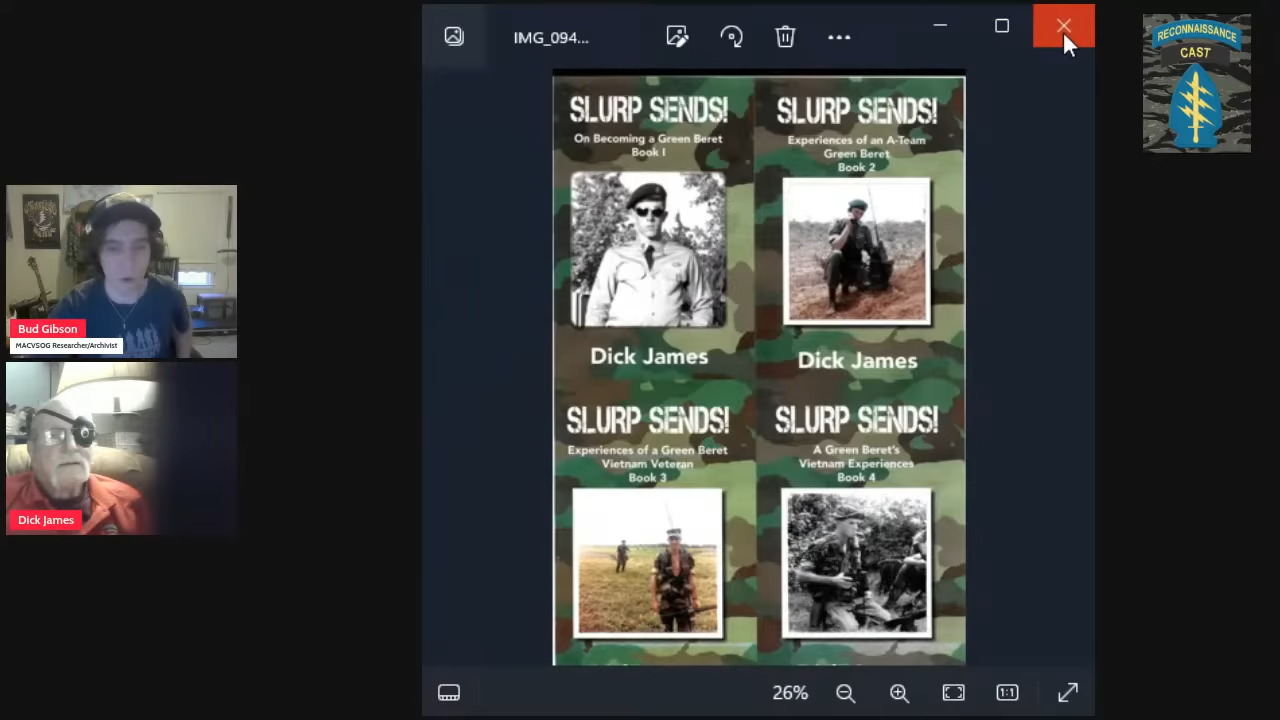 IMG_094...
RECONNAISSANCE
CAST
SLURP SENDS!
On Becoming a Green Beret
Book I
Dick James
SLURP SENDS!
Experiences of an A-Team
Green Beret
Book 2
Dick James
SLURP SENDS!
Experiences of a Green Beret
Vietnam Veteran
Book 3
SLURP SENDS!
A Green Beret's
Vietnam Experiences
Book 4
Bud Gibson
MACVSOG Researcher/Archivist
Dick James
26%
1:1